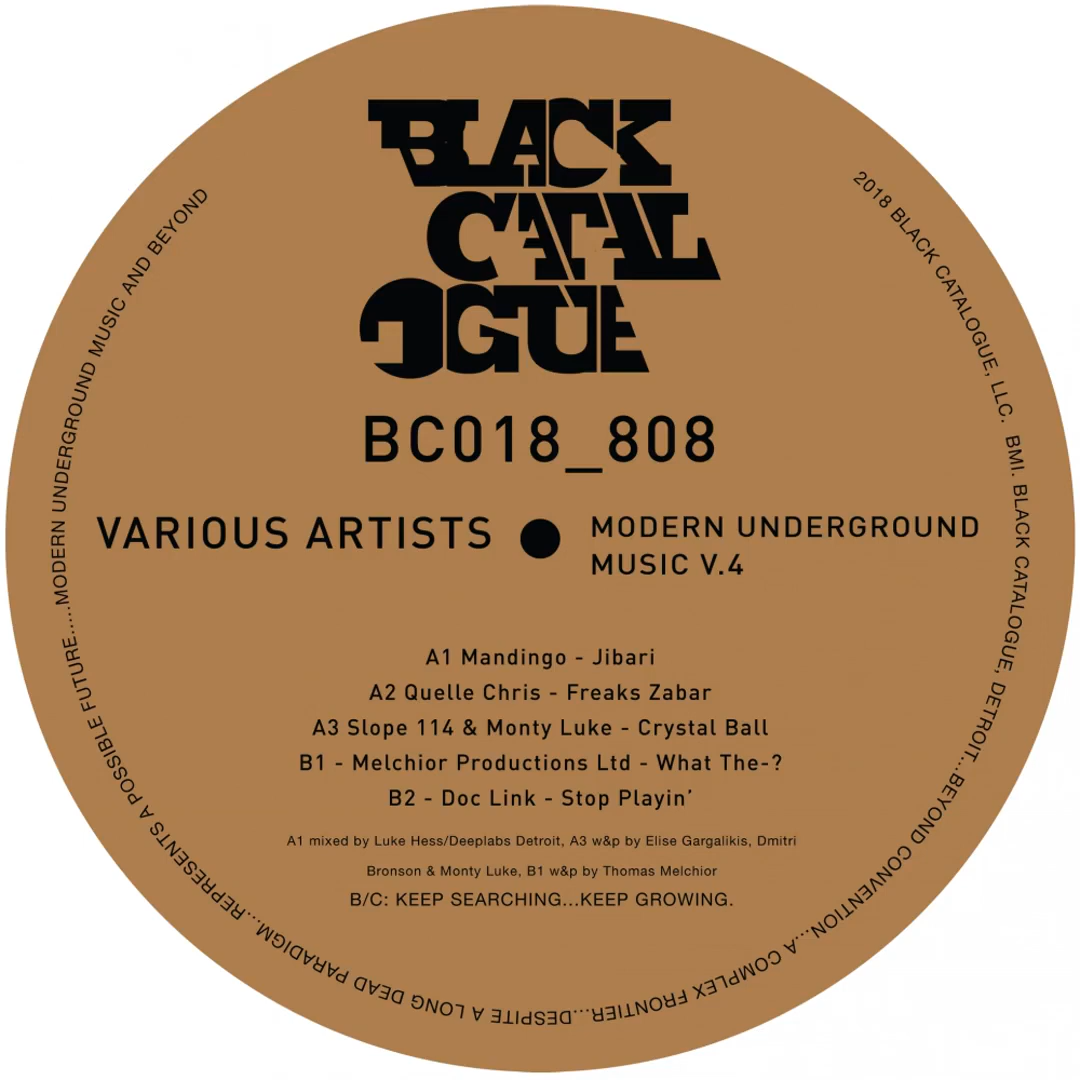 BLACK
CATAL
OGUE
BC018_808
VARIOUS ARTISTS
MODERN UNDERGROUND
MUSIC V.4
A1 Mandingo - Jibari
A2 Quelle Chris - Freaks Zabar
A3 Slope 114 & Monty Luke - Crystal Ball
B1 - Melchior Productions Ltd - What The-?
B2 - Doc Link - Stop Playin’
A1 mixed by Luke Hess/Deeplabs Detroit, A3 w&p by Elise Gargalikis, Dmitri
Bronson & Monty Luke, B1 w&p by Thomas Melchior
B/C: KEEP SEARCHING...KEEP GROWING.
2018 BLACK CATALOGUE, LLC. BMI. BLACK CATALOGUE, DETROIT...BEYOND CONVENTION...A COMPLEX FRONTIER...DESPITE A LONG DEAD PARADIGM...REPRESENTS A POSSIBLE FUTURE.....MODERN UNDERGROUND MUSIC AND BEYOND